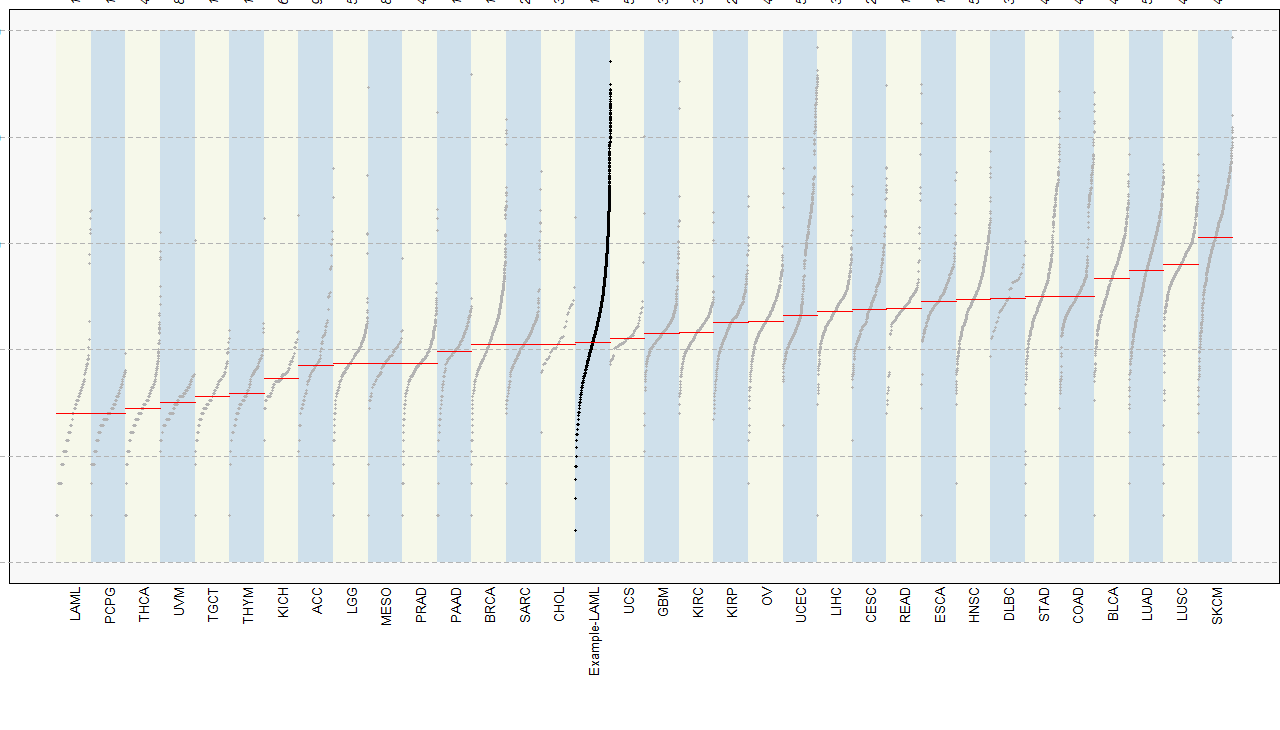 LAML
PCPG
THCA
UVM
TGCT
THYM
KICH
ACC
LGG
MESO
PRAD
PAAD
BRCA
SARC
CHOL
Example-LAML
UCS
GBM
KIRC
KIRP
OV
UCEC
LIHC
CESC
READ
ESCA
HNSC
DLBC
STAD
COAD
BLCA
LUAD
LUSC
SKCM